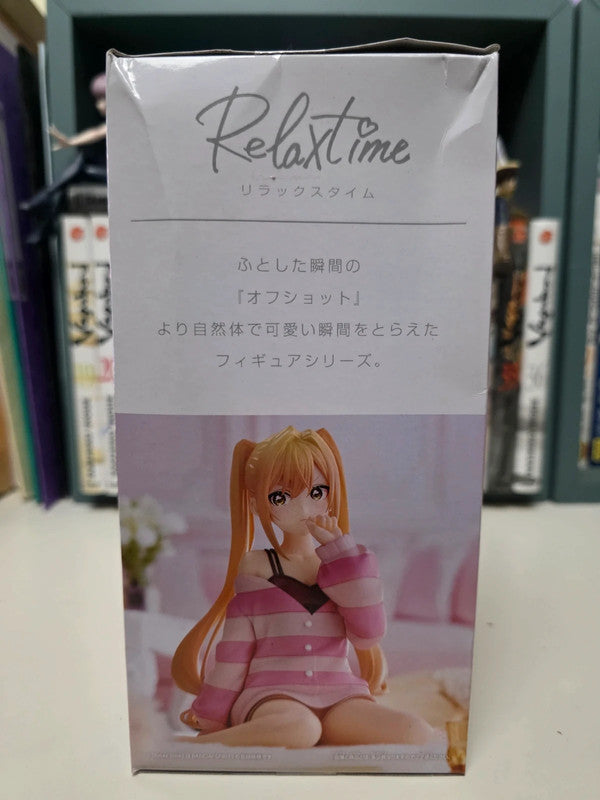 Relaxtime
リラックスタイム
ふとした瞬間の
『オフショット』
より自然体で可愛い瞬間をとらえた
フィギュアシリーズ。
Vagabond